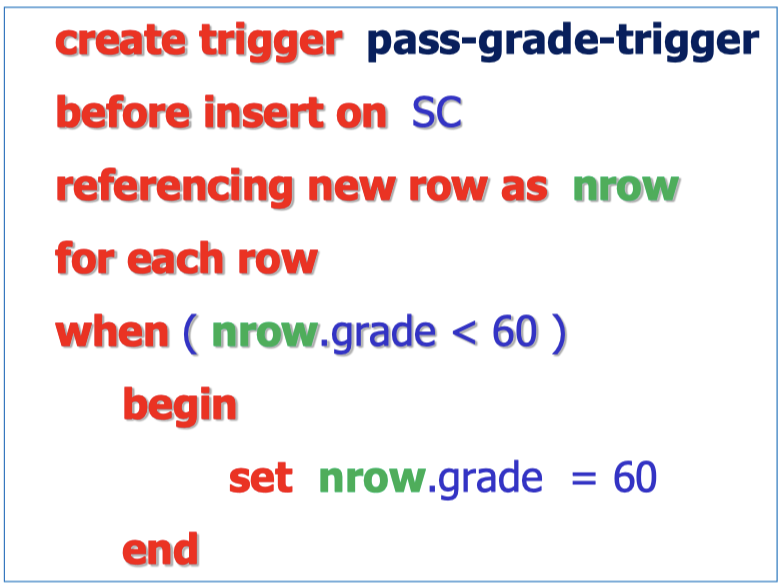 create trigger pass-grade-trigger
before insert on SC
referencing new row as nrow
for each row
when ( nrow.grade < 60 )
begin
set nrow.grade = 60
end